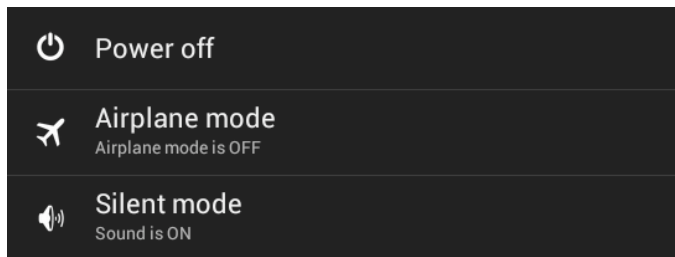 Power off
Airplane mode
Airplane mode is OFF
Silent mode
Sound is ON